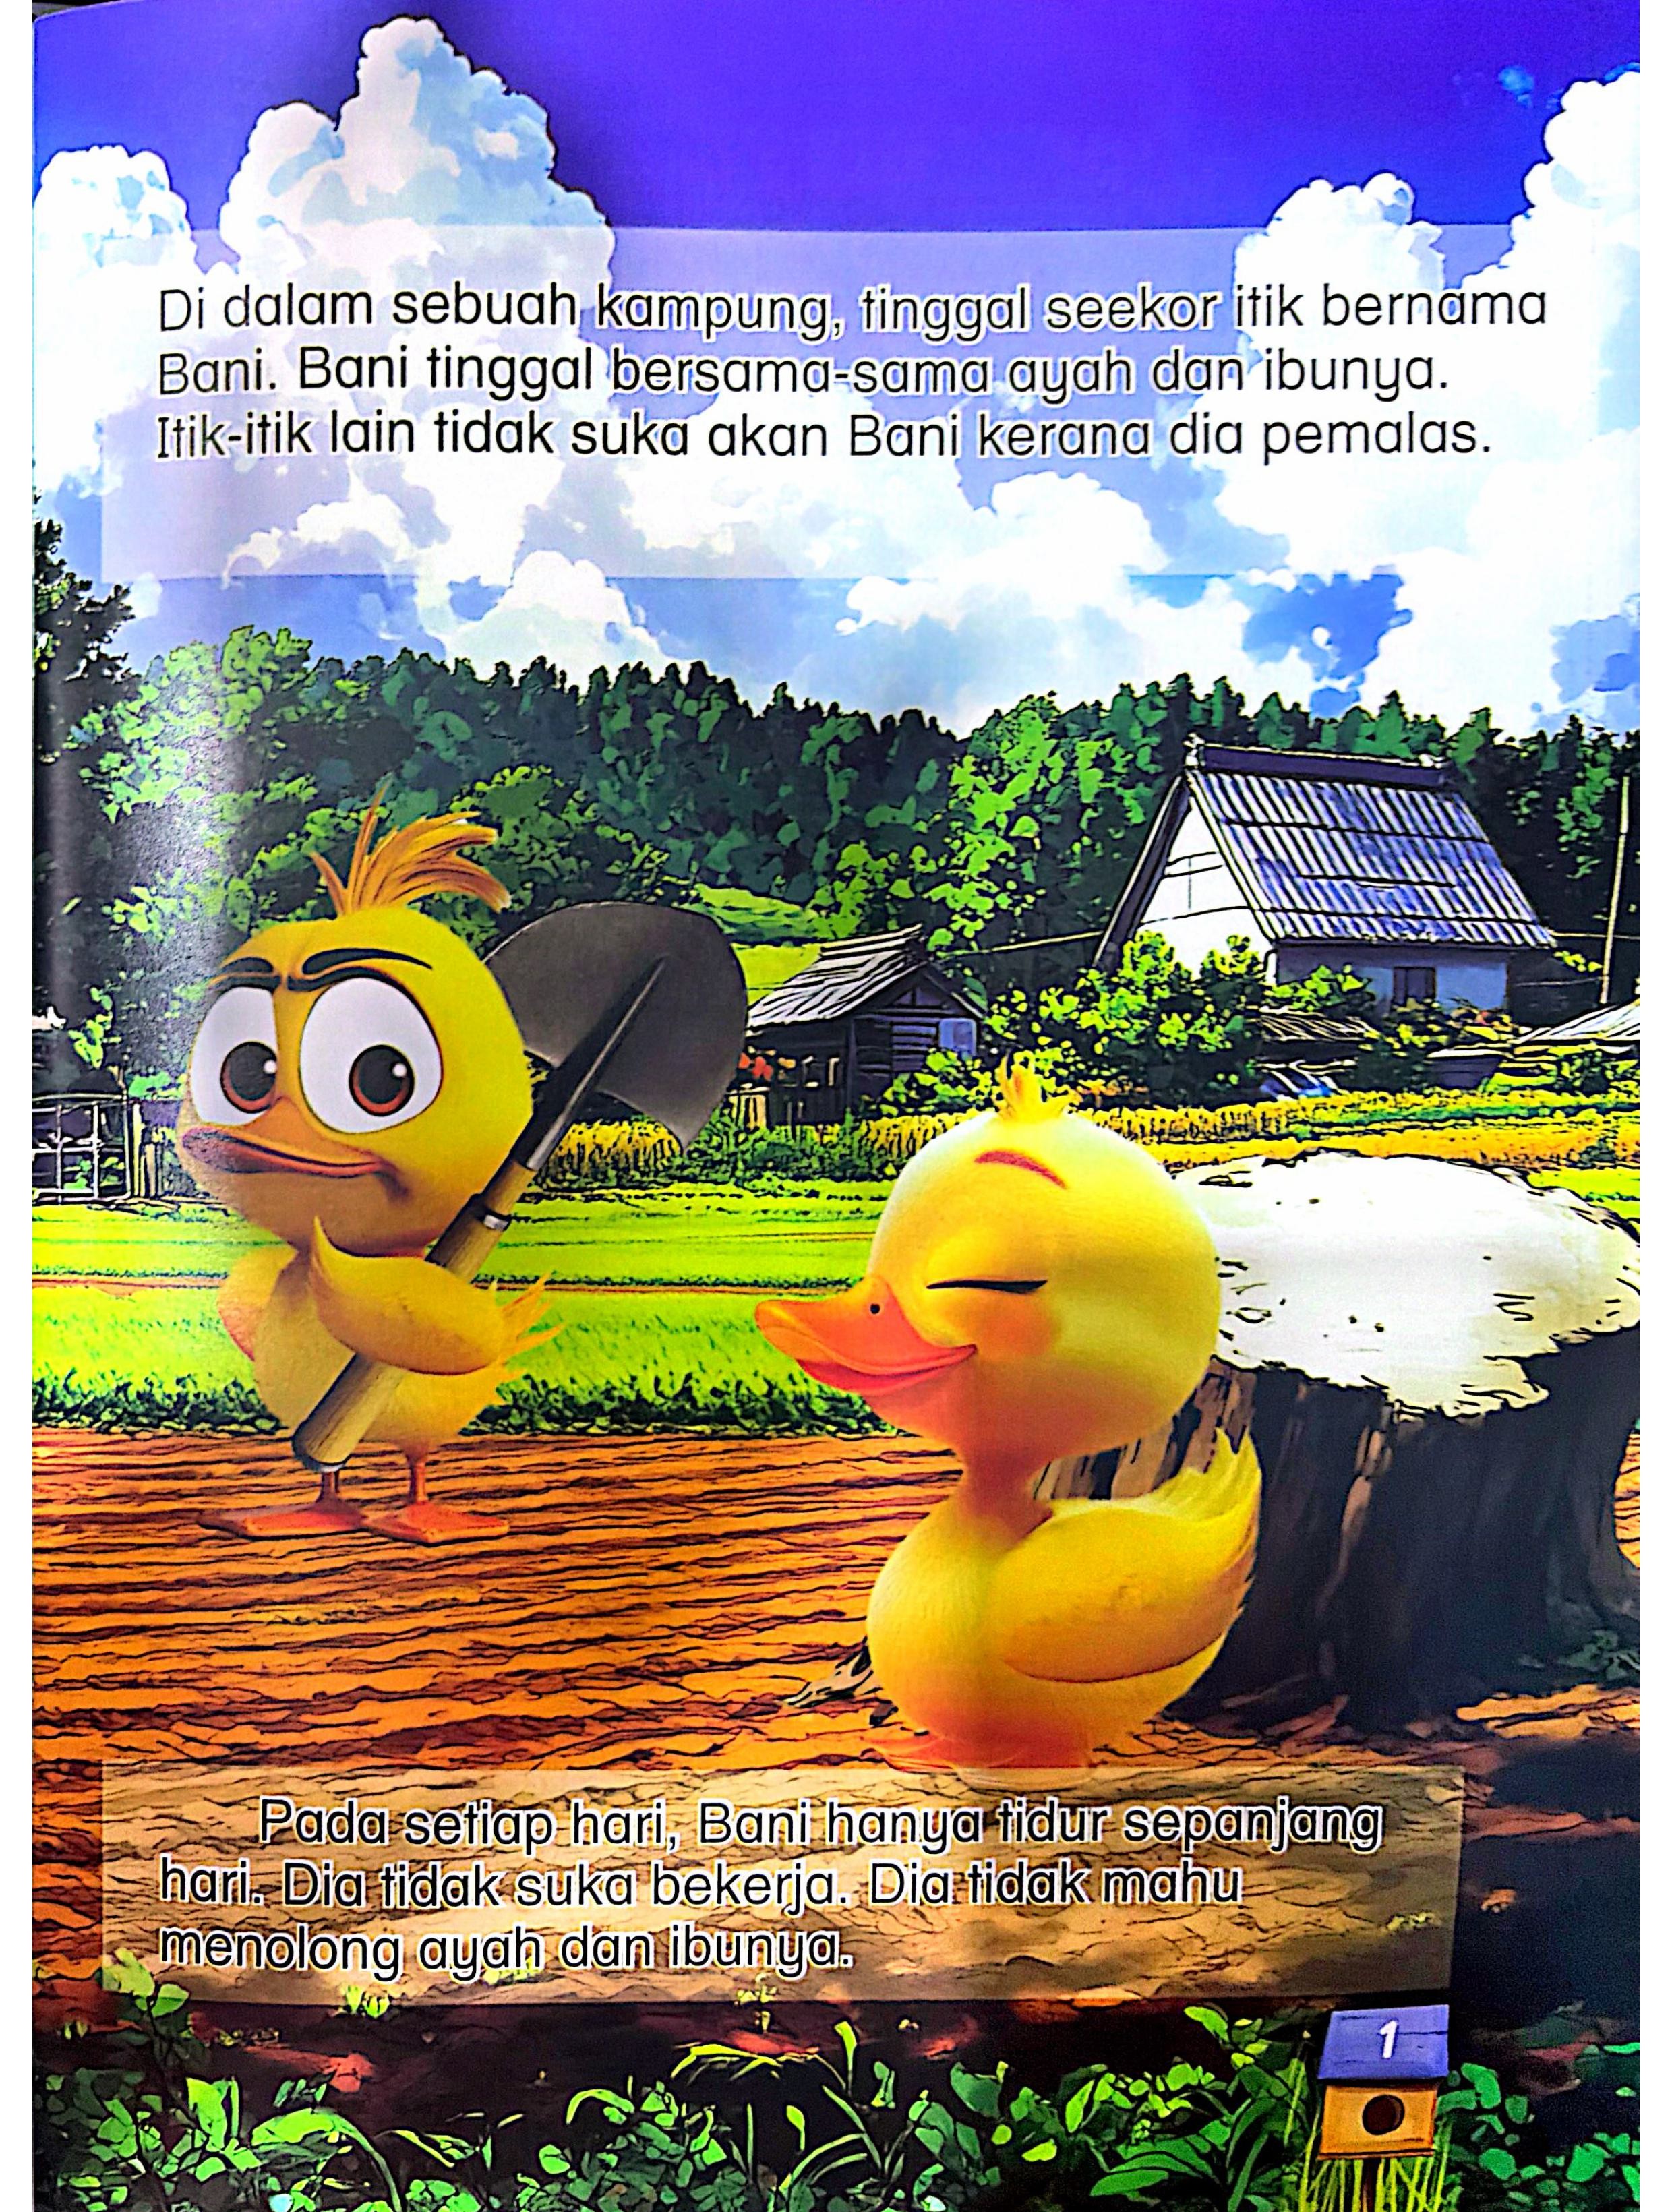 Di dalam sebuah kampung, tinggal seekor itik bernama
Bani. Bani tinggal bersama-sama ayah dan ibunya.
Itik-itik lain tidak suka akan Bani kerana dia pemalas.
Pada setiap hari, Bani hanya tidur sepanjang
hari. Dia tidak suka bekerja. Dia tidak mahu
menolong ayah dan ibunya.
1